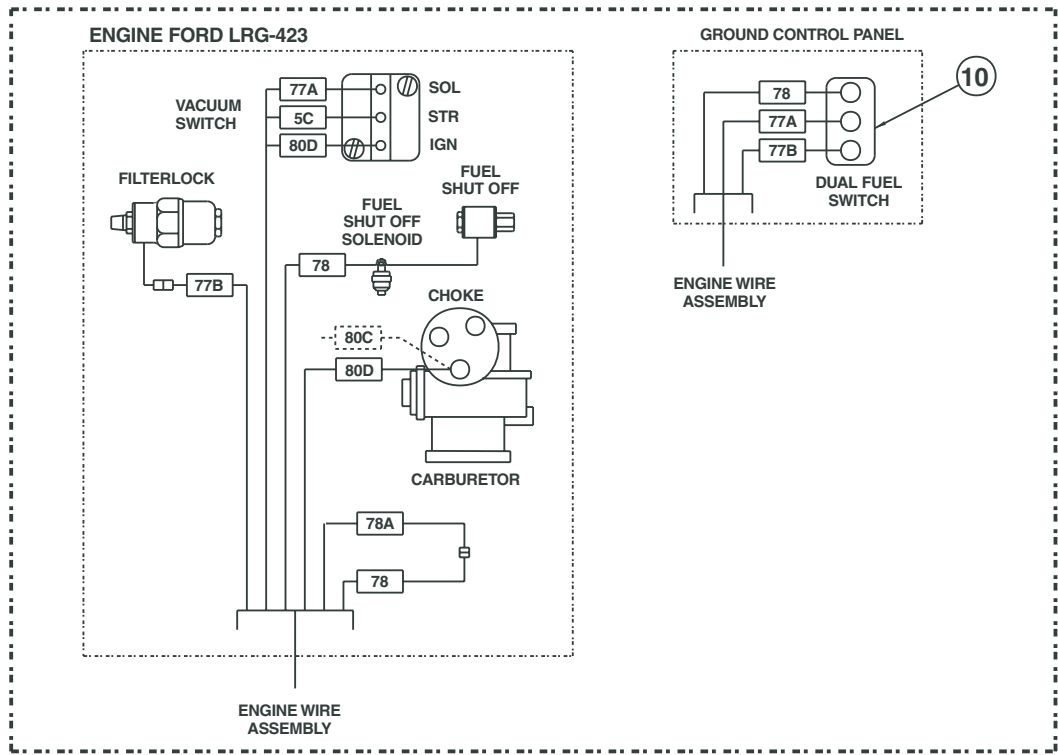 ENGINE FORD LRG-423
VACUUM
SWITCH
77A
SOL
5C
STR
80D
IGN
FILTERLOCK
77B
FUEL
SHUT OFF
FUEL
SHUT OFF
SOLENOID
78
CHOKE
80C
80D
CARBURETOR
78A
78
ENGINE WIRE
ASSEMBLY
GROUND CONTROL PANEL
10
78
77A
77B
DUAL FUEL
SWITCH
ENGINE WIRE
ASSEMBLY